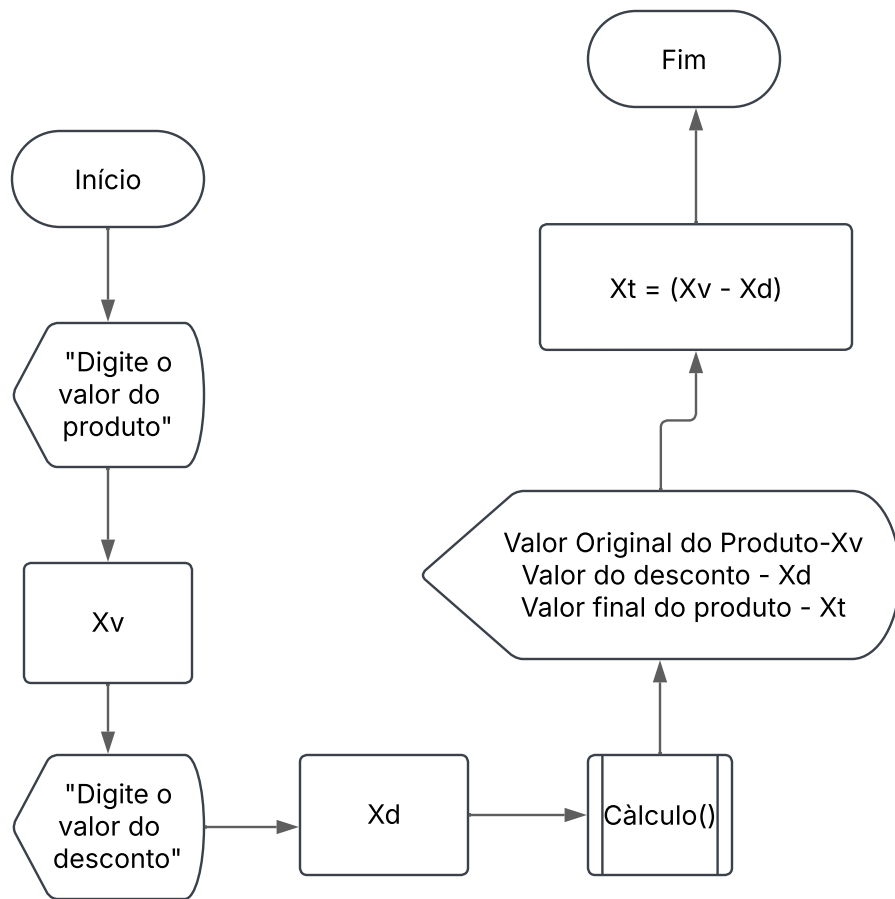 Início
"Digite o
valor do
produto"
Xv
"Digite o
valor do
desconto"
Xd
Càlculo()
Valor Original do Produto-Xv
Valor do desconto - Xd
Valor final do produto - Xt
Xt = (Xv - Xd)
Fim